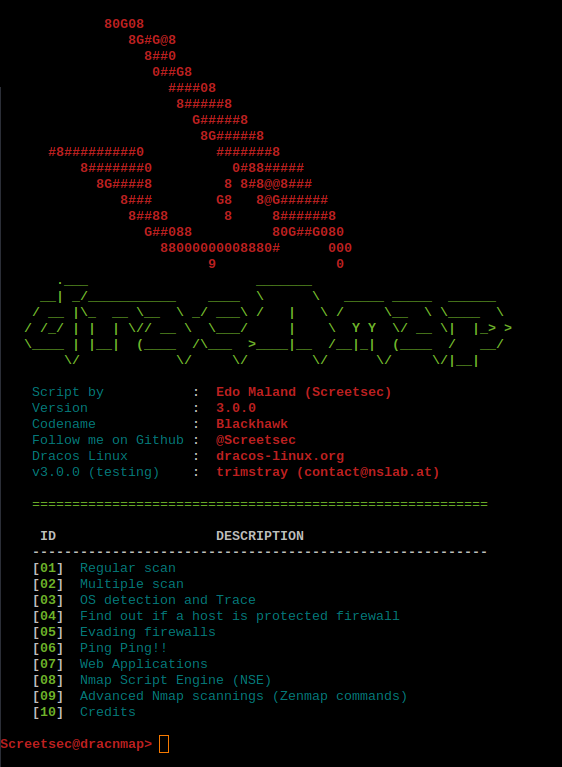 80G08
8G#G@8
8##0
0##G8
####08
8#####8
G#####8
8G#####8
#8#########0         #######8
8#######0          0#88#####
8G####8         8 8#8@@8###
8###        G8   8@G######
8##88       8     8######8
G##088          80G##G080
88000000008880#      000
9               0
Script by           :  Edo Maland (Screetsec)
Version             :  3.0.0
Codename            :  Blackhawk
Follow me on Github :  @Screetsec
Dracos Linux        :  dracos-linux.org
v3.0.0 (testing)    :  trimstray (contact@nslab.at)
=========================================================
ID                    DESCRIPTION
---------------------------------------------------------
[01]  Regular scan
[02]  Multiple scan
[03]  OS detection and Trace
[04]  Find out if a host is protected firewall
[05]  Evading firewalls
[06]  Ping Ping!!
[07]  Web Applications
[08]  Nmap Script Engine (NSE)
[09]  Advanced Nmap scannings (Zenmap commands)
[10]  Credits
Screetsec@dracnmap>